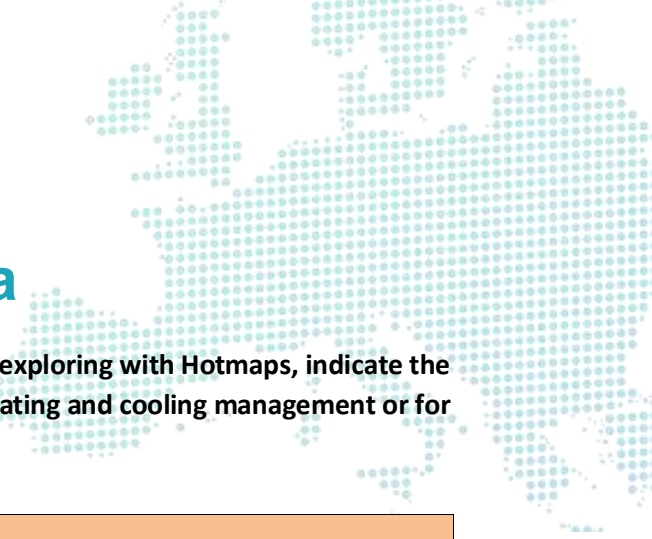 a
exploring with Hotmaps, indicate the
ating and cooling management or for